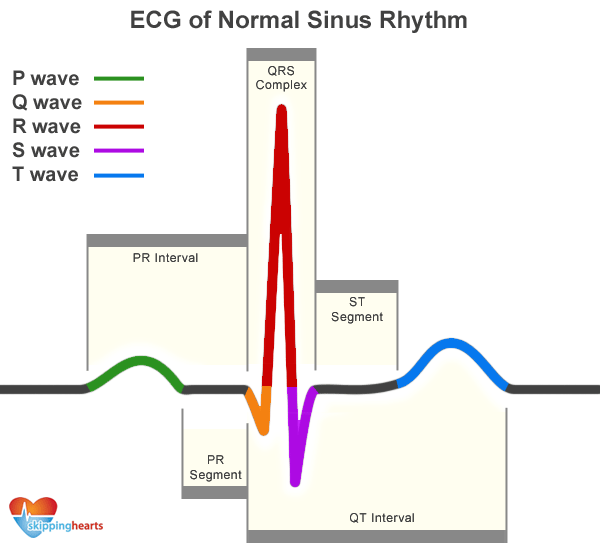 ECG of Normal Sinus Rhythm
P wave
Q wave
R wave
S wave
T wave
QRS
Complex
PR Interval
ST
Segment
PR
Segment
QT Interval
skippinghearts